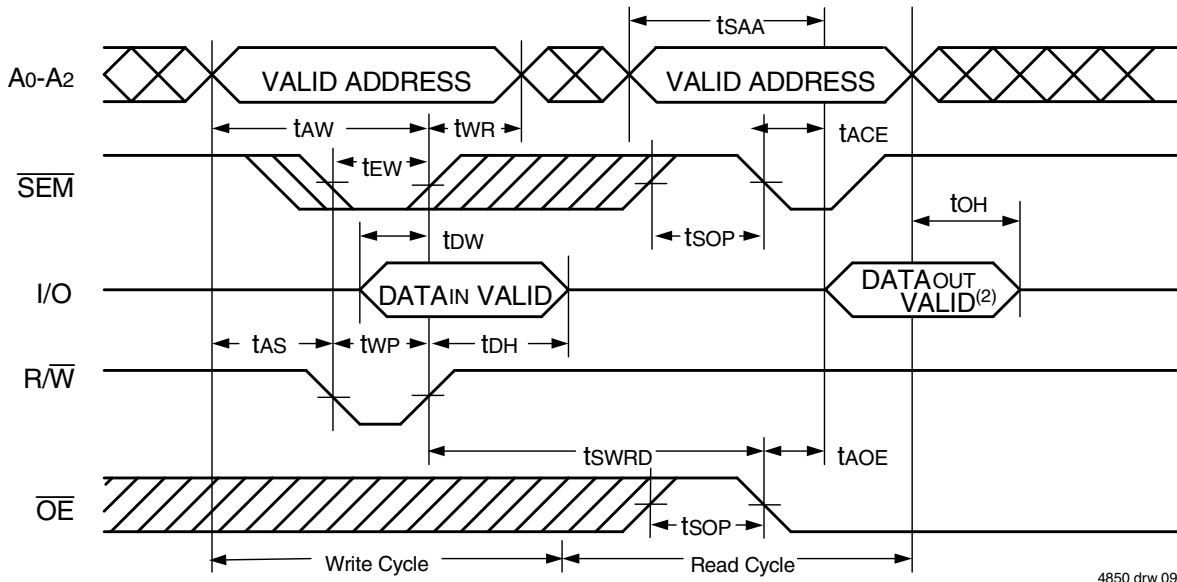 tSAA
A0-A2
VALID ADDRESS
VALID ADDRESS
tAW
tWR
tACE
tEW
SEM
tSOP
tOH
tDW
I/O
DATAIN VALID
DATAOUT
VALID(2)
tAS
tWP
tDH
R/W
tSWRD
tAOE
OE
tSOP
Write Cycle
Read Cycle
4850 drw 09